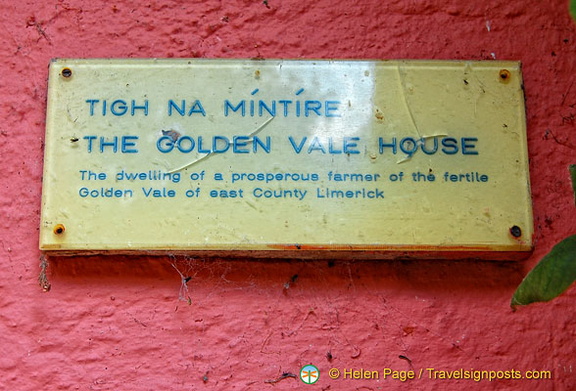 TIGH NA MÍNTÍRE
THE GOLDEN VALE HOUSE
The dwelling of a prosperous farmer of the fertile
Golden Vale of east County Limerick
© Helen Page / Travelsignposts.com